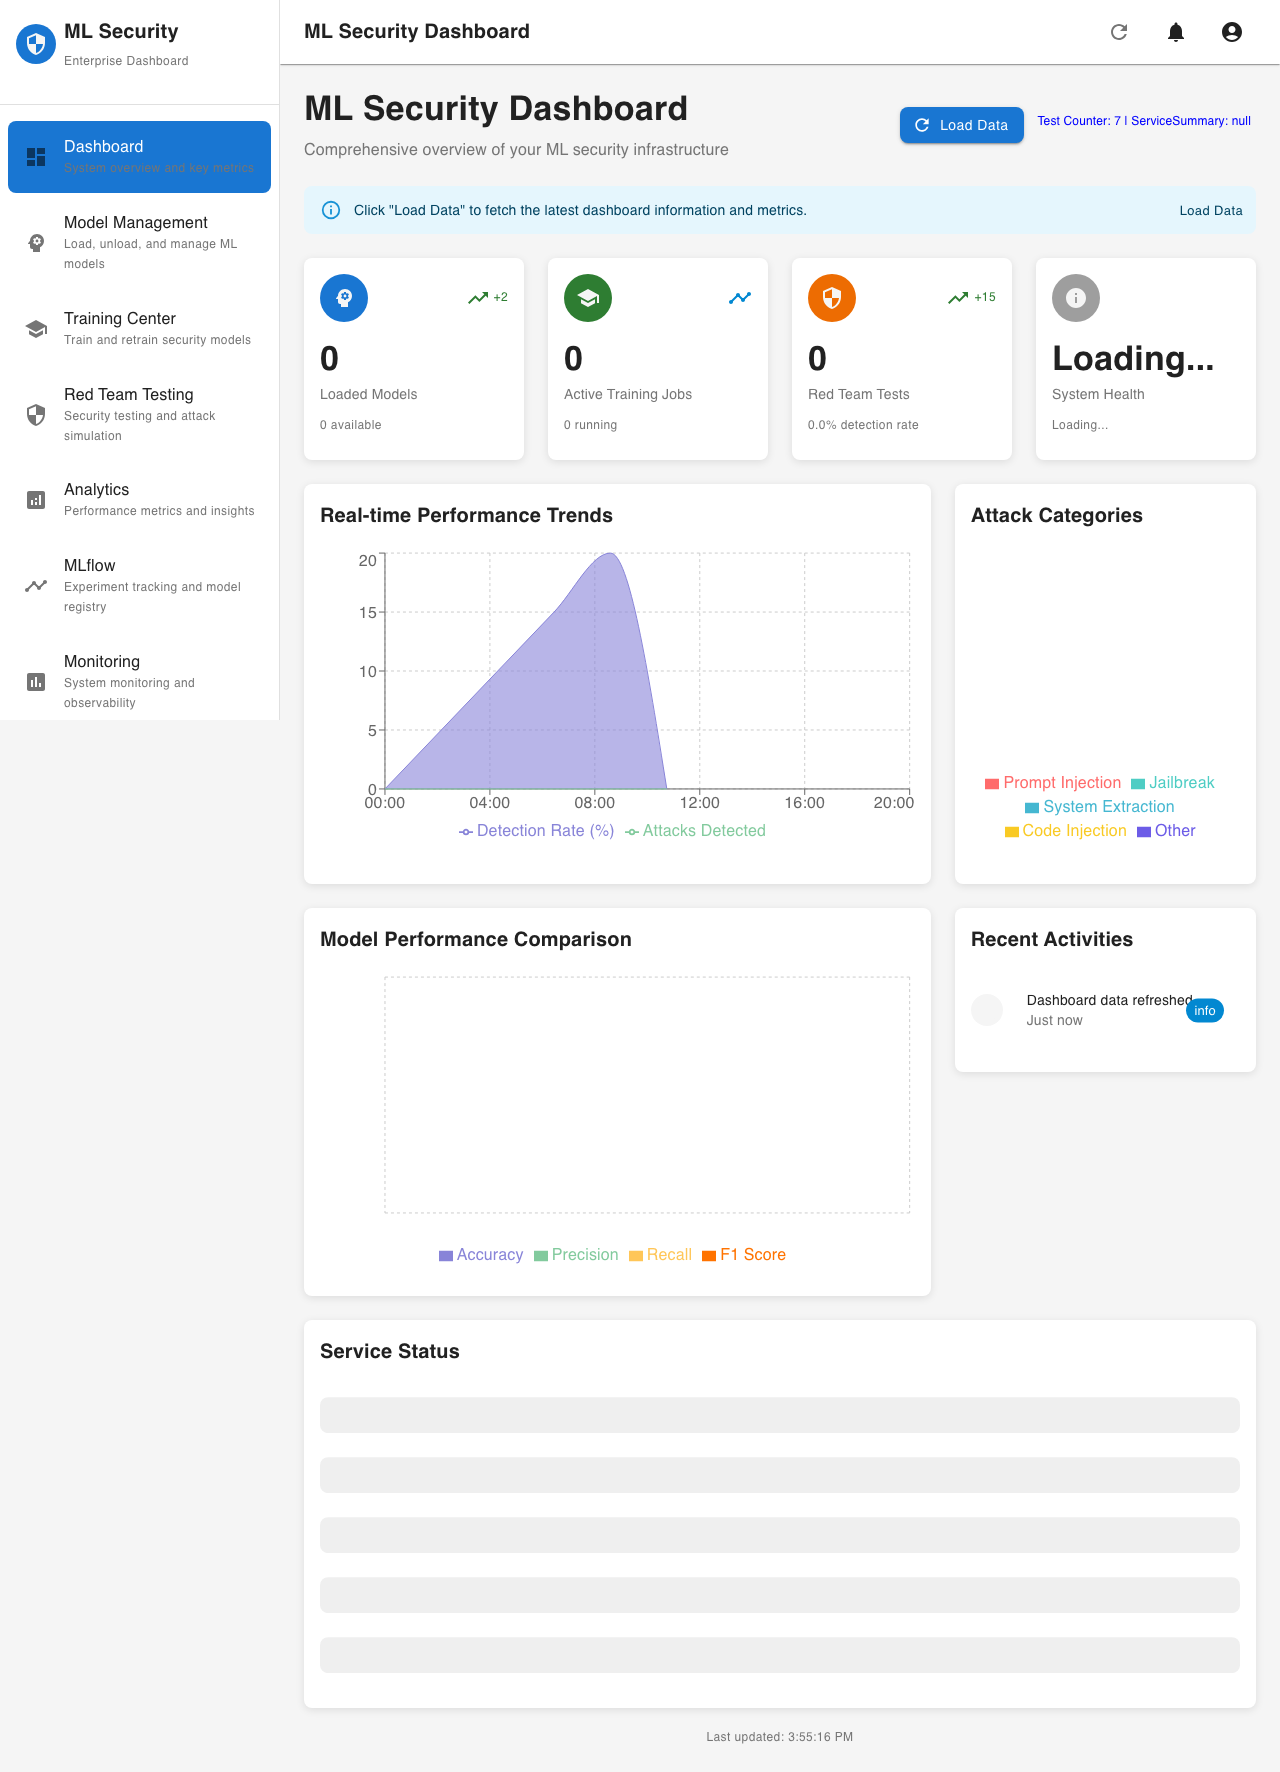 ML Security
Enterprise Dashboard
Dashboard
System overview and key metrics
Model Management
Load, unload, and manage ML
models
Training Center
Train and retrain security models
Red Team Testing
Security testing and attack
simulation
Analytics
Performance metrics and insights
MLflow
Experiment tracking and model
registry
Monitoring
System monitoring and
observability
ML Security Dashboard
ML Security Dashboard
Comprehensive overview of your ML security infrastructure
Load Data
Test Counter: 7 | ServiceSummary: null
Click "Load Data" to fetch the latest dashboard information and metrics.
Load Data
+2
0
Loaded Models
0 available
0
Active Training Jobs
0 running
+15
0
Red Team Tests
0.0% detection rate
Loading...
System Health
Loading...
Real-time Performance Trends
20
15
10
5
0
00:00 04:00 08:00 12:00 16:00 20:00
Detection Rate (%) Attacks Detected
Attack Categories
Prompt Injection Jailbreak
System Extraction
Code Injection Other
Model Performance Comparison
Accuracy Precision Recall F1 Score
Recent Activities
Dashboard data refreshed
Just now
info
Service Status
Last updated: 3:55:16 PM